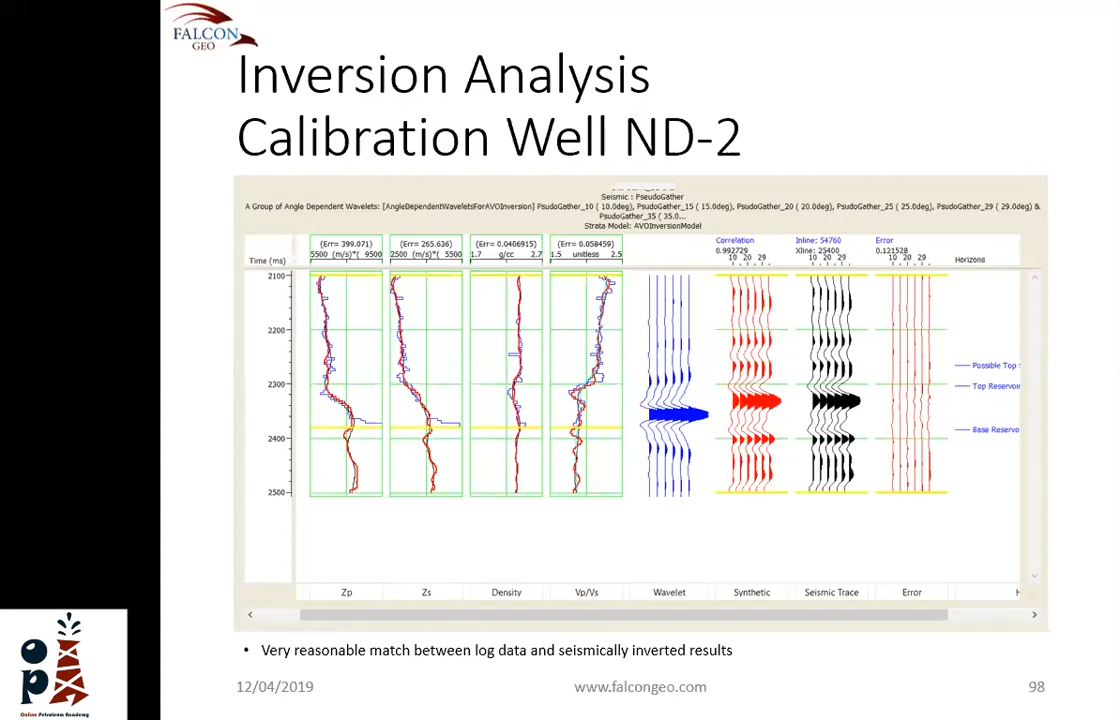 FALCON
GEO
Inversion Analysis
Calibration Well ND-2
Seismic : PseudoGather
A Group of Angle Dependent Wavelets: [AngleDependentWaveletsForAVOInversion] PsudoGather_10 ( 10.0deg), PsudoGather_15 ( 15.0deg), PsudoGather_20 ( 20.0deg), PsudoGather_25 ( 25.0deg), PsudoGather_29 ( 29.0deg) &
PsudoGather_35 ( 35.0...
Strata Model: AVOInversionModel
(Err= 399.071) (Err= 265.636) (Err= 0.0406915) (Err= 0.058459) Correlation Inline: 54760 Error
5500 (m/s)*( 9500 2500 (m/s)*( 5500 1.7 g/cc 2.7 1.5 unitless 2.5 0.992729 Xline: 25400 0.121528
Time (ms) 10 20 29 10 20 29 10 20 29 Horizons
2100
2200
Possible Top
2300
Top Reservoir
Base Reservo
2400
2500
Zp Zs Density Vp/Vs Wavelet Synthetic Seismic Trace Error H
• Very reasonable match between log data and seismically inverted results
12/04/2019 www.falcongeo.com 98
OPA
Online Petroleum Academy